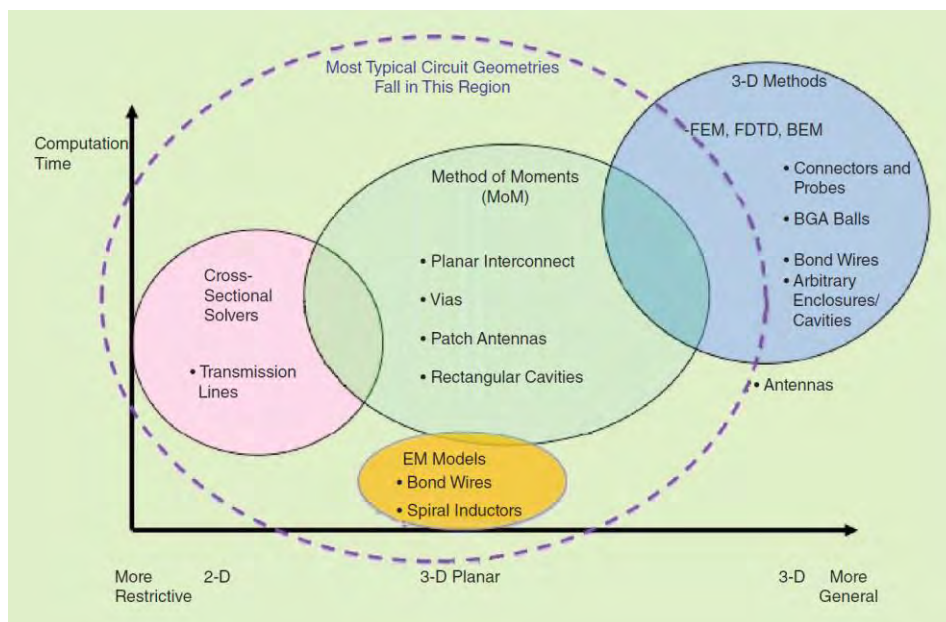 Most Typical Circuit Geometries
Fall in This Region
3-D Methods
-FEM, FDTD, BEM
• Connectors and
Probes
• BGA Balls
• Bond Wires
• Arbitrary
Enclosures/
Cavities
• Antennas
Computation
Time
Method of Moments
(MoM)
• Planar Interconnect
• Vias
• Patch Antennas
• Rectangular Cavities
Cross-
Sectional
Solvers
• Transmission
Lines
EM Models
• Bond Wires
• Spiral Inductors
More
Restrictive
2-D
3-D Planar
3-D
More
General